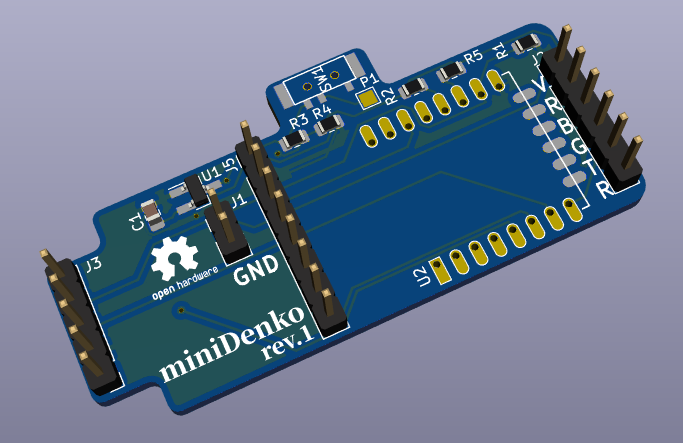 SW1
P1
R2
R5
R1
R3
R4
V
R
B
G
T
R
U1
J5
J1
C1
J3
open hardware
GND
U2
miniDenko
rev.1